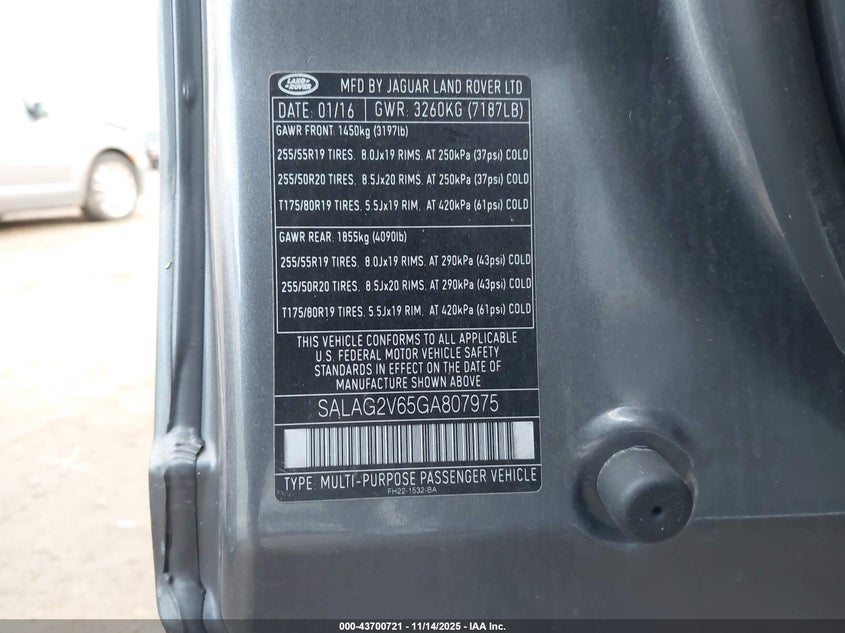 LAND ROVER
MFD BY JAGUAR LAND ROVER LTD
DATE: 01/16 GWR: 3260KG (7187LB)
GAWR FRONT: 1450kg (3197lb)
255/55R19 TIRES. 8.0Jx19 RIMS. AT 250kPa (37psi) COLD
255/50R20 TIRES. 8.5Jx20 RIMS. AT 250kPa (37psi) COLD
T175/80R19 TIRES. 5.5Jx19 RIM. AT 420kPa (61psi) COLD
GAWR REAR: 1855kg (4090lb)
255/55R19 TIRES. 8.0Jx19 RIMS. AT 290kPa (43psi) COLD
255/50R20 TIRES. 8.5Jx20 RIMS. AT 290kPa (43psi) COLD
T175/80R19 TIRES. 5.5Jx19 RIM. AT 420kPa (61psi) COLD
THIS VEHICLE CONFORMS TO ALL APPLICABLE
U.S. FEDERAL MOTOR VEHICLE SAFETY
STANDARDS IN EFFECT ON THE DATE OF
MANUFACTURE SHOWN ABOVE
SALAG2V65GA807975
TYPE: MULTI-PURPOSE PASSENGER VEHICLE
FH22-1532-BA
000-43700721 - 11/14/2025 - IAA Inc.